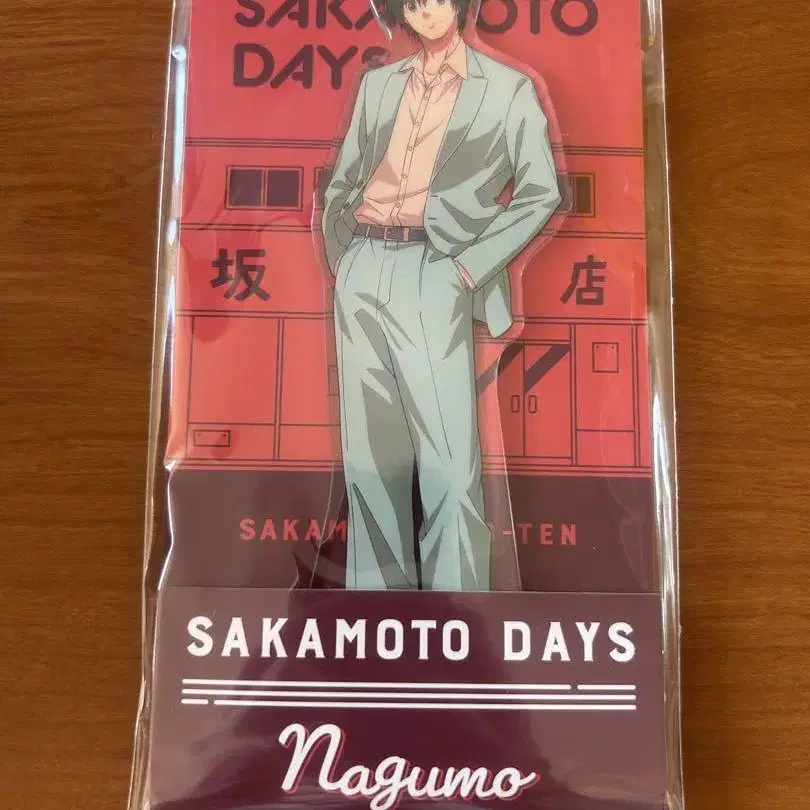 SAKAMOTO
DAYS
坂 店
SAKAM -TEN
SAKAMOTO DAYS
Nagumo